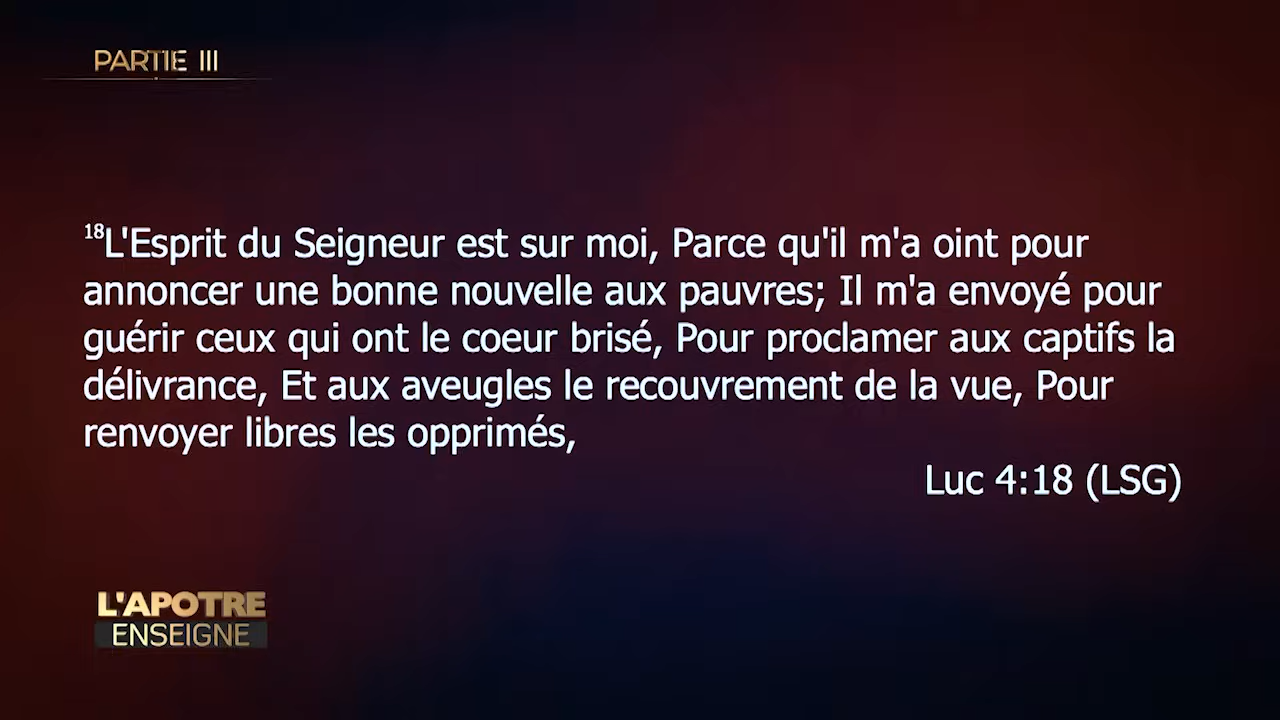 PARTIE III
18L'Esprit du Seigneur est sur moi, Parce qu'il m'a oint pour
annoncer une bonne nouvelle aux pauvres; Il m'a envoyé pour
guérir ceux qui ont le coeur brisé, Pour proclamer aux captifs la
délivrance, Et aux aveugles le recouvrement de la vue, Pour
renvoyer libres les opprimés,
Luc 4:18 (LSG)
L'APOTRE
ENSEIGNE